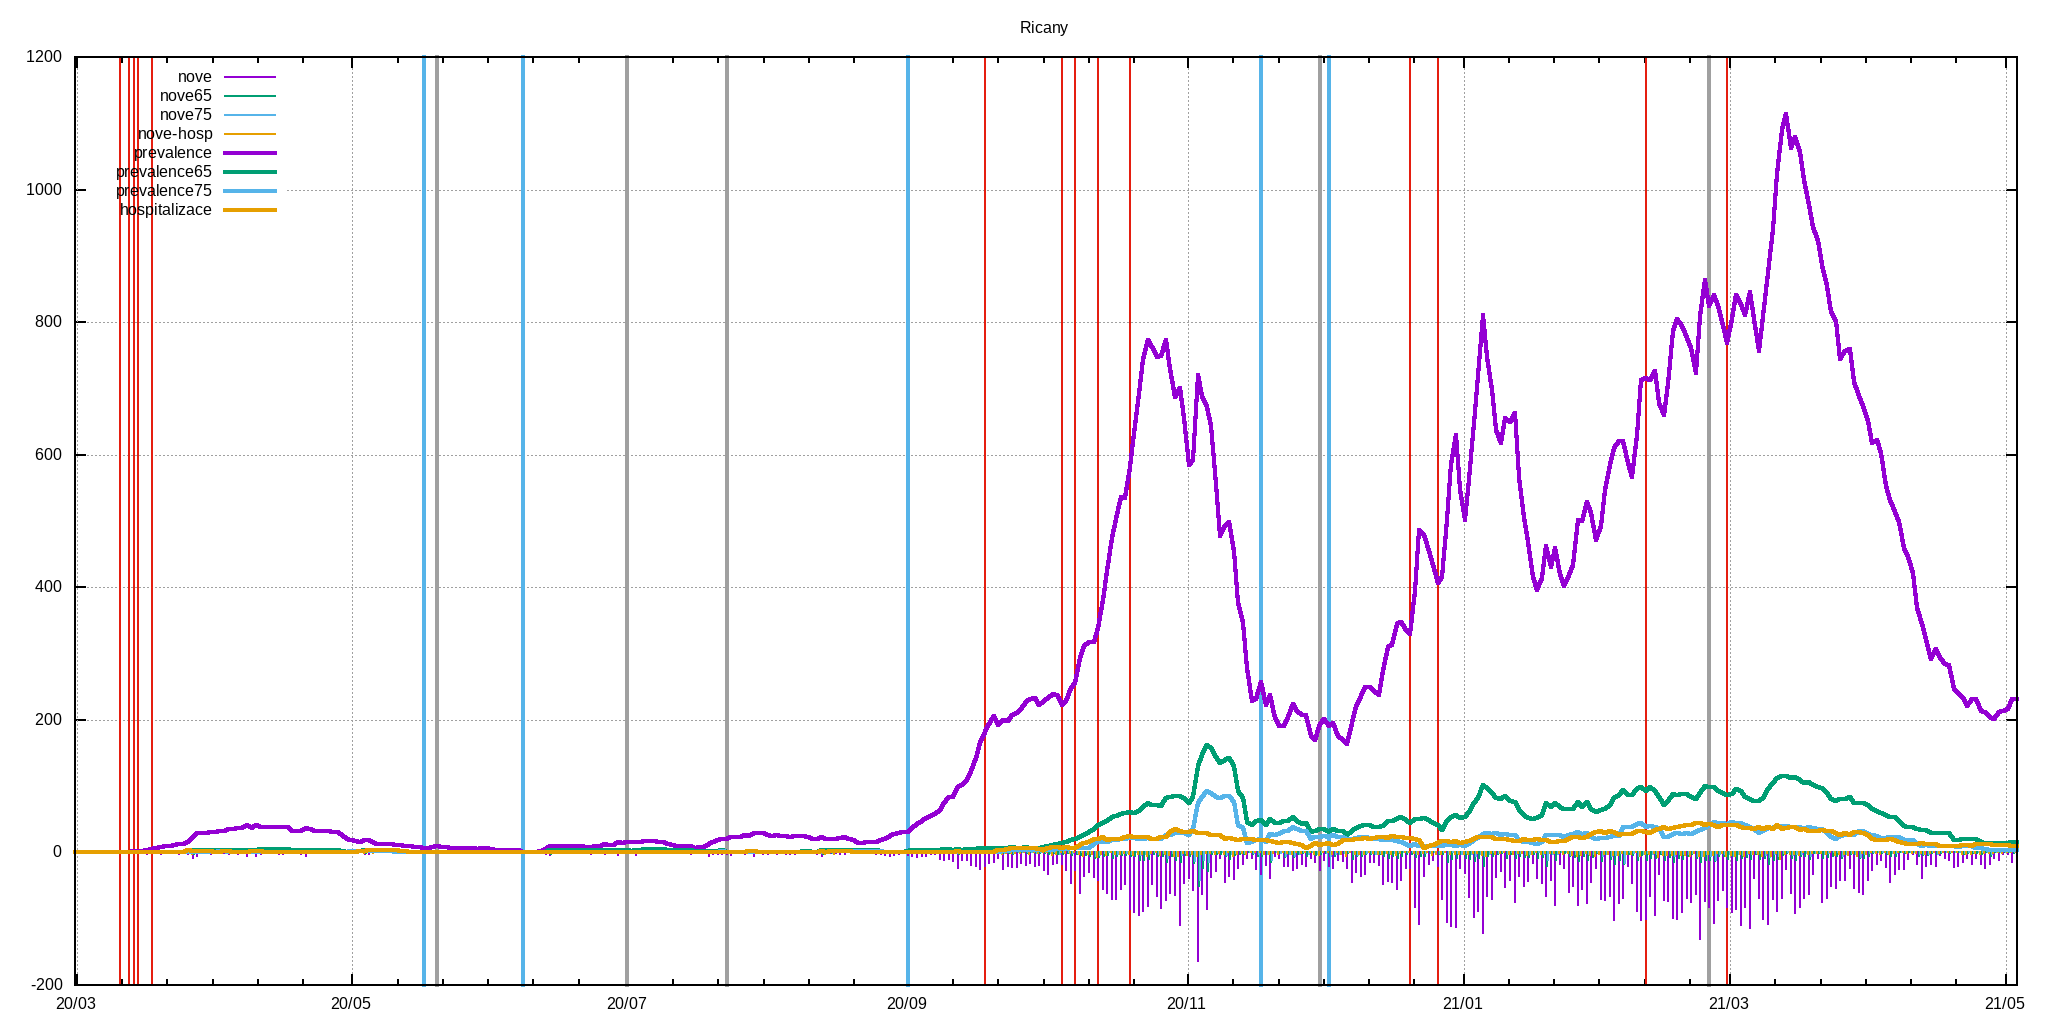 Ricany
1200
1000
800
600
400
200
0
-200
nove
nove65
nove75
nove-hosp
prevalence
prevalence65
prevalence75
hospitalizace
20/03 20/05 20/07 20/09 20/11 21/01 21/03 21/05